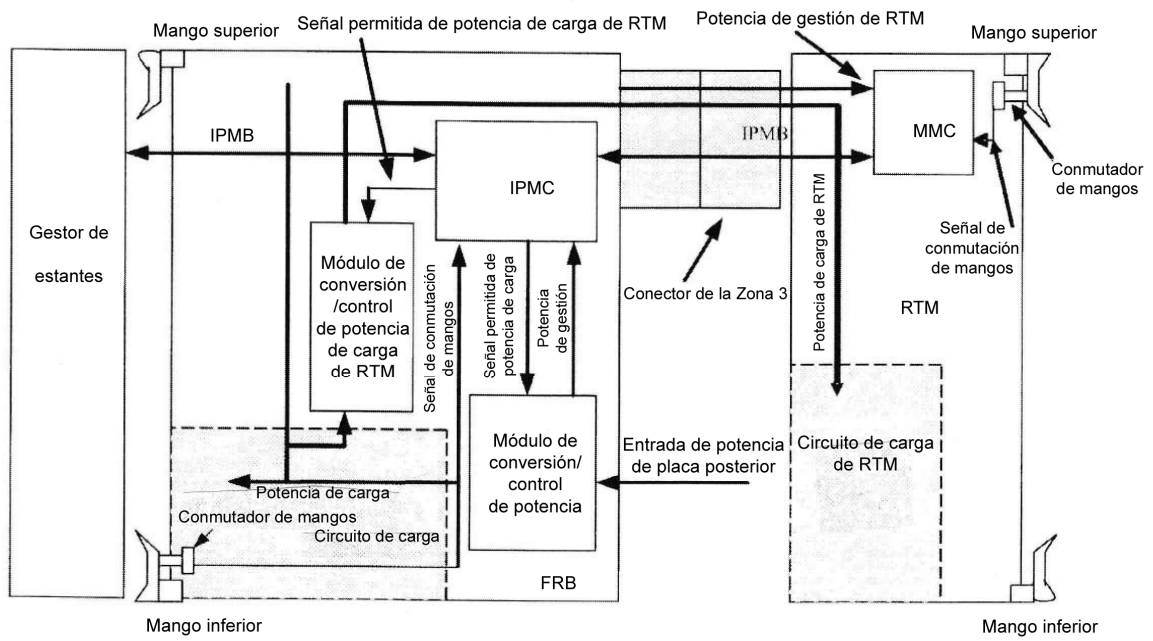 Mango superior
Señal permitida de potencia de carga de RTM
Potencia de gestión de RTM
Mango superior
IPMB
IPMC
IPMB
MMC
Conmutador
de mangos
Gestor de
estantes
Módulo de
conversión
/control
de potencia
de carga
de RTM
Señal de conmutación
de mangos
Señal permitida de
potencia de carga
Potencia
de gestión
Conector de la Zona 3
Potencia de carga de RTM
Señal de
conmutación
de mangos
RTM
Módulo de
conversión/
control
de potencia
Entrada de potencia
de placa posterior
Circuito de carga
de RTM
Potencia de carga
Conmutador de mangos
Circuito de carga
FRB
Mango inferior
Mango inferior